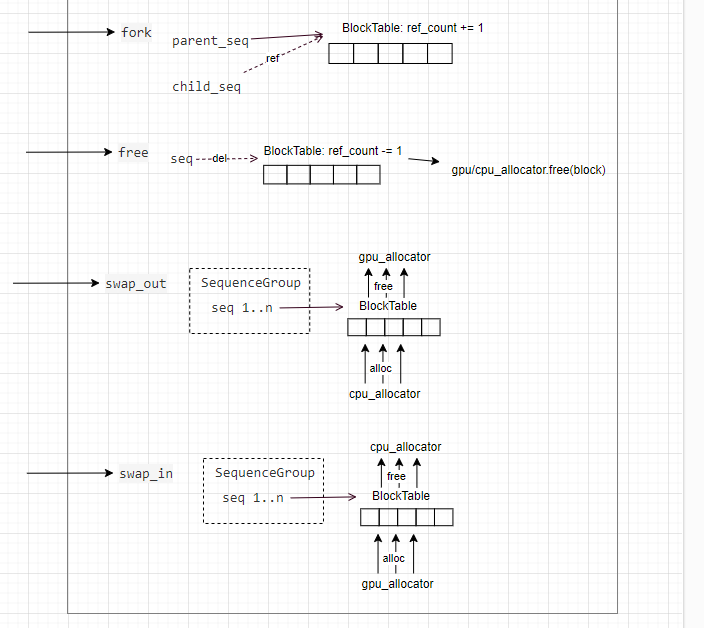 fork
parent_seq
BlockTable: ref_count += 1
ref
child_seq
free
seq
del
BlockTable: ref_count -= 1
gpu/cpu_allocator.free(block)
swap_out
SequenceGroup
seq 1..n
gpu_allocator
free
BlockTable
alloc
cpu_allocator
swap_in
SequenceGroup
seq 1..n
cpu_allocator
free
BlockTable
alloc
gpu_allocator